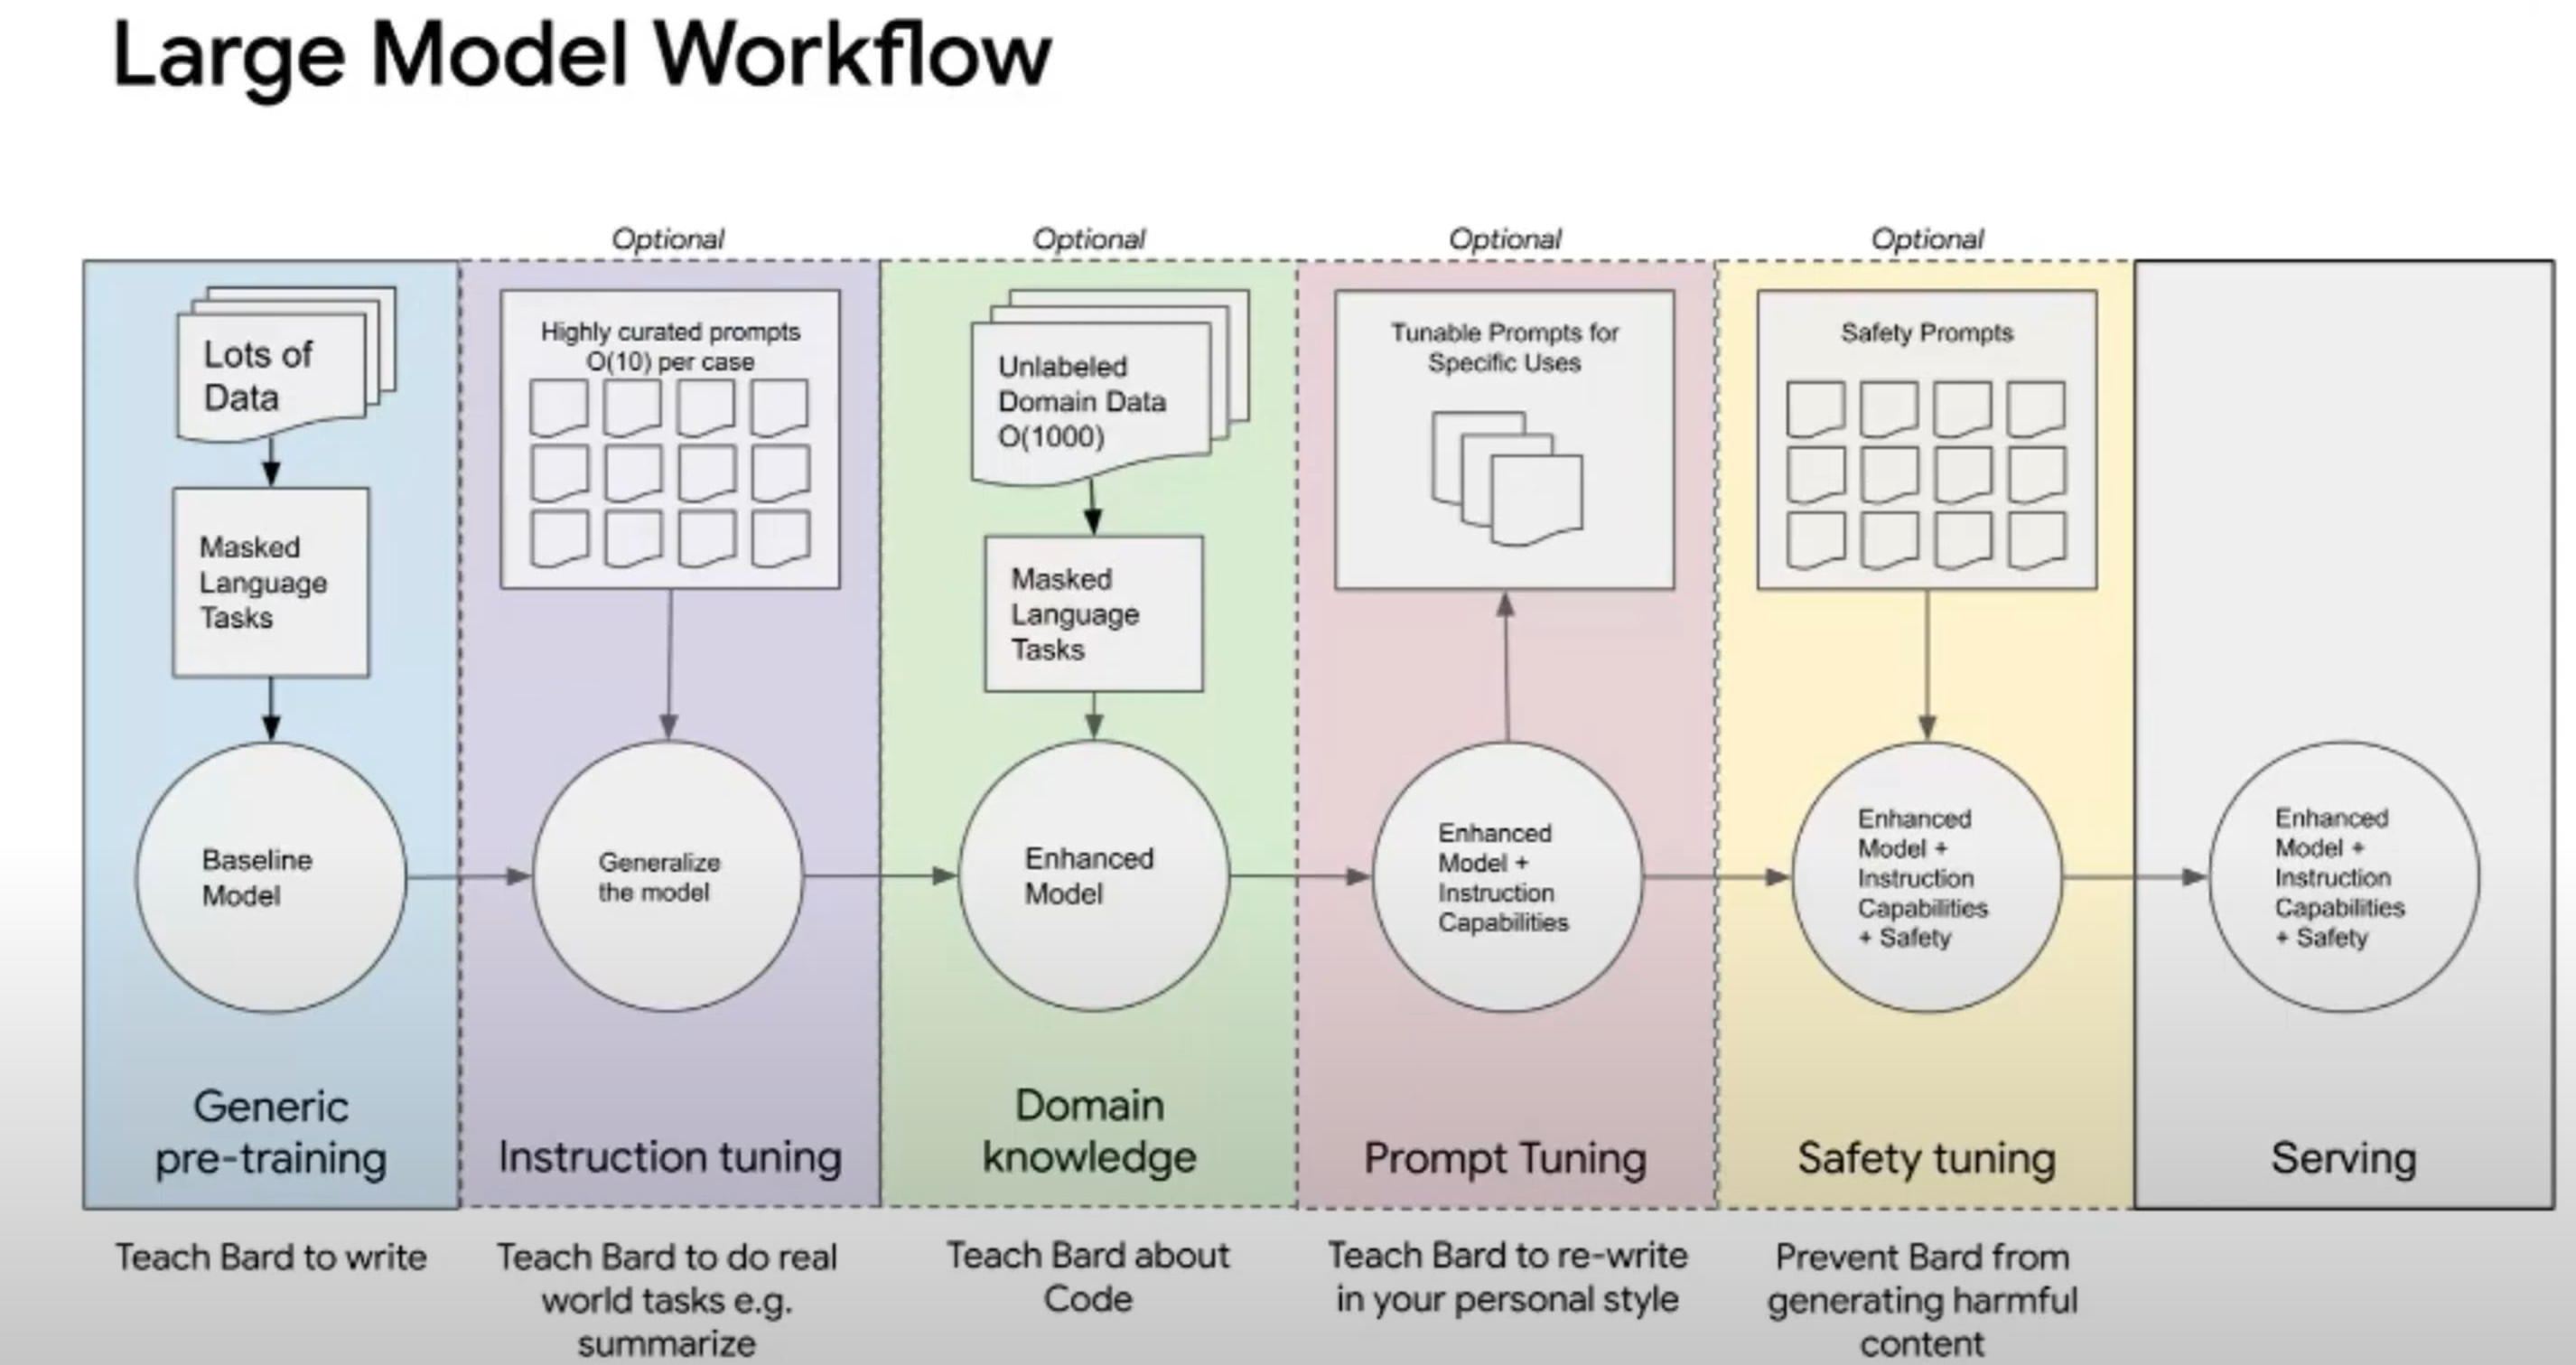 Large Model Workflow
Optional
Optional
Optional
Optional
Lots of
Data
Masked
Language
Tasks
Baseline
Model
Generic
pre-training
Teach Bard to write
Highly curated prompts
O(10) per case
Generalize
the model
Instruction tuning
Teach Bard to do real
world tasks e.g.
summarize
Unlabeled
Domain Data
O(1000)
Masked
Language
Tasks
Enhanced
Model
Domain
knowledge
Teach Bard about
Code
Tunable Prompts for
Specific Uses
Enhanced
Model +
Instruction
Capabilities
Prompt Tuning
Teach Bard to re-write
in your personal style
Safety Prompts
Enhanced
Model +
Instruction
Capabilities
+ Safety
Safety tuning
Prevent Bard from
generating harmful
content
Enhanced
Model +
Instruction
Capabilities
+ Safety
Serving